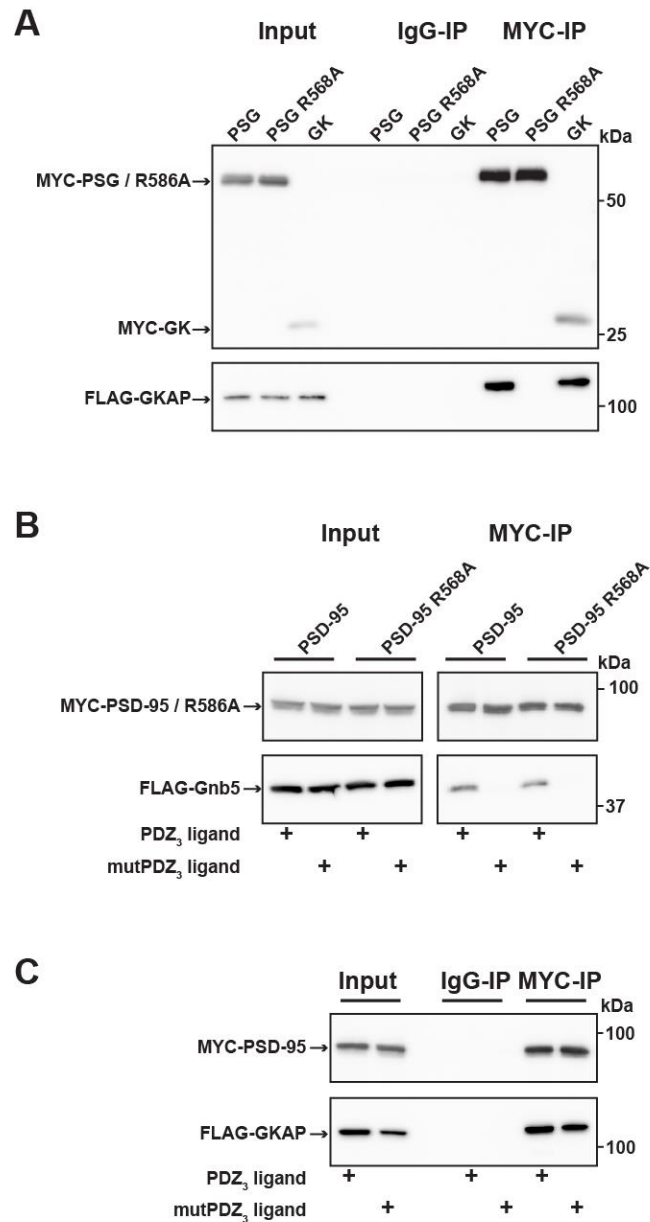 A
Input IgG-IP MYC-IP
PSG PSG R568A GK PSG PSG R568A GK PSG PSG R568A GK kDa
MYC-PSG / R586A→
50
MYC-GK→
25
FLAG-GKAP→
100
B
Input MYC-IP
PSD-95 PSD-95 R568A PSD-95 PSD-95 R568A
kDa
100
MYC-PSD-95 / R586A→
FLAG-Gnb5→
37
PDZ₃ ligand + + + +
mutPDZ₃ ligand + + + +
C
Input IgG-IP MYC-IP
kDa
100
MYC-PSD-95→
FLAG-GKAP→
100
PDZ₃ ligand + + +
mutPDZ₃ ligand + + +